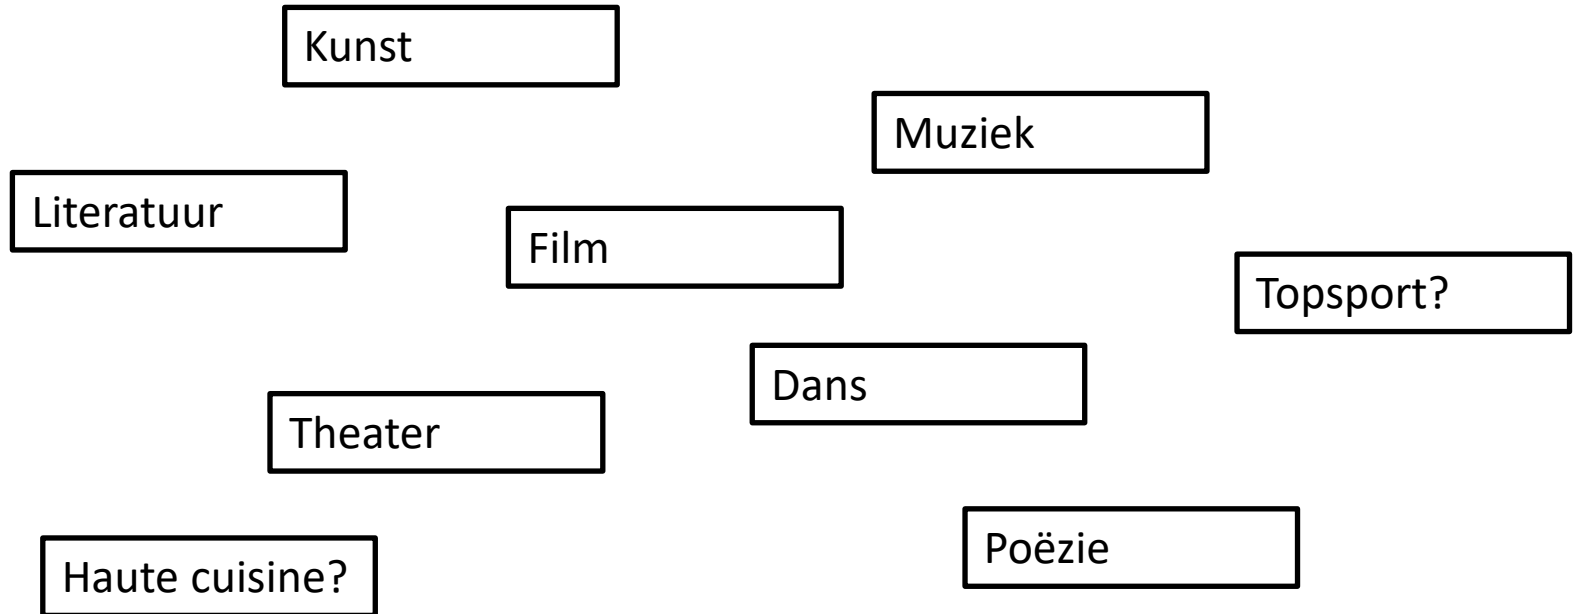 Kunst
Muziek
Literatuur
Film
Topsport?
Dans
Theater
Poëzie
Haute cuisine?